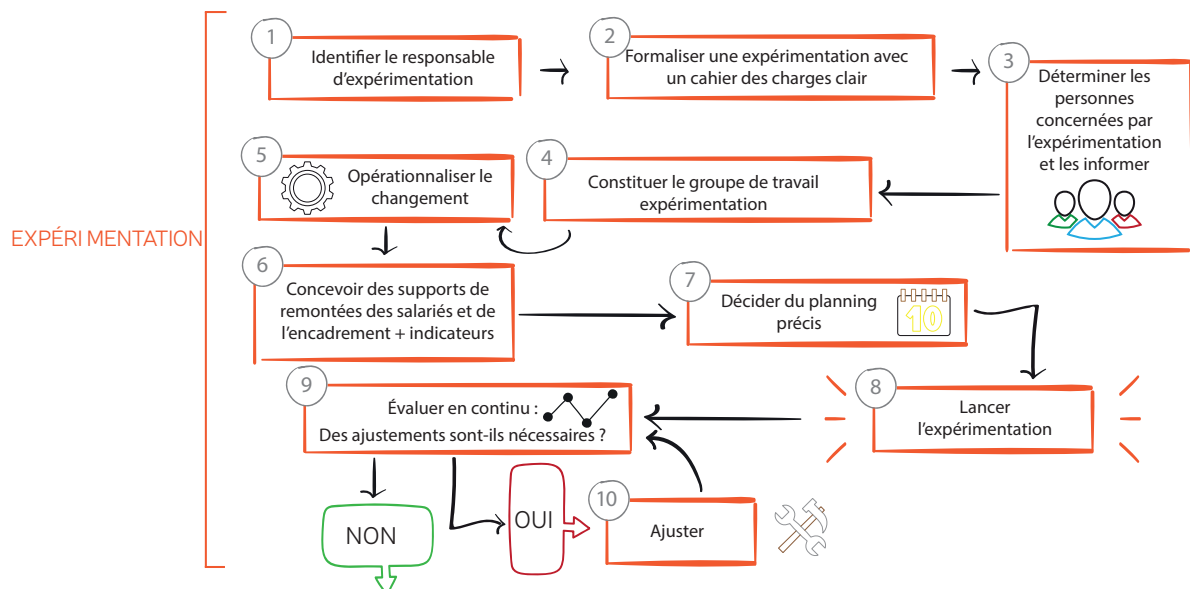 EXPÉRI MENTATION
1
Identifier le responsable
d'expérimentation
2
Formaliser une expérimentation avec
un cahier des charges clair
3
Déterminer les
personnes
concernées par
l'expérimentation
et les informer
4
Constituer le groupe de travail
expérimentation
5
Opérationnaliser le
changement
6
Concevoir des supports de
remontées des salariés et de
l'encadrement + indicateurs
7
Décider du planning
précis
10
8
Lancer
l'expérimentation
9
Évaluer en continu :
Des ajustements sont-ils nécessaires ?
NON
OUI
10
Ajuster